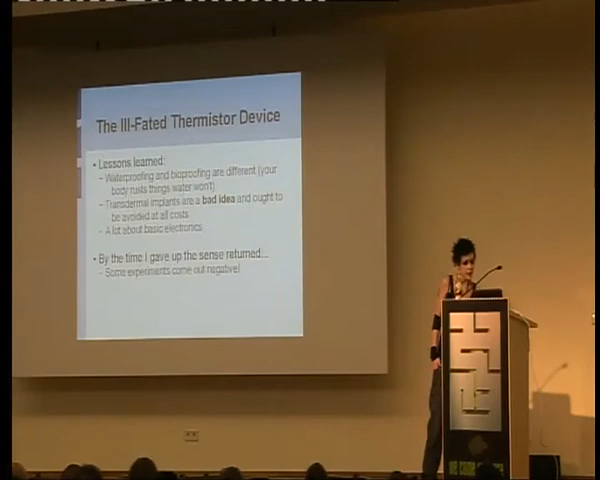 The Ill-Fated Thermistor Device
• Lessons learned:
– Waterproofing and bioproofing are different (your
body rusts things water won't)
– Transdermal implants are a bad idea and ought to
be avoided at all costs
– A lot about basic electronics
• By the time I gave up the sense returned...
– Some experiments come out negative!